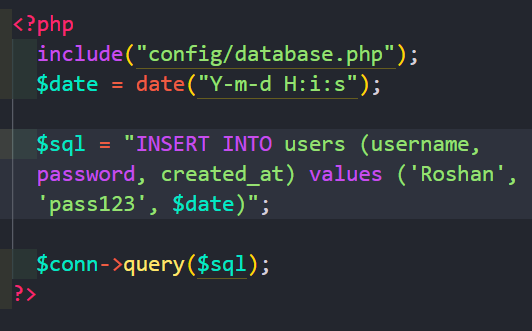 <?php
include("config/database.php");
$date = date("Y-m-d H:i:s");
$sql = "INSERT INTO users (username,
password, created_at) values ('Roshan',
'pass123', $date)";
$conn->query($sql);
?>